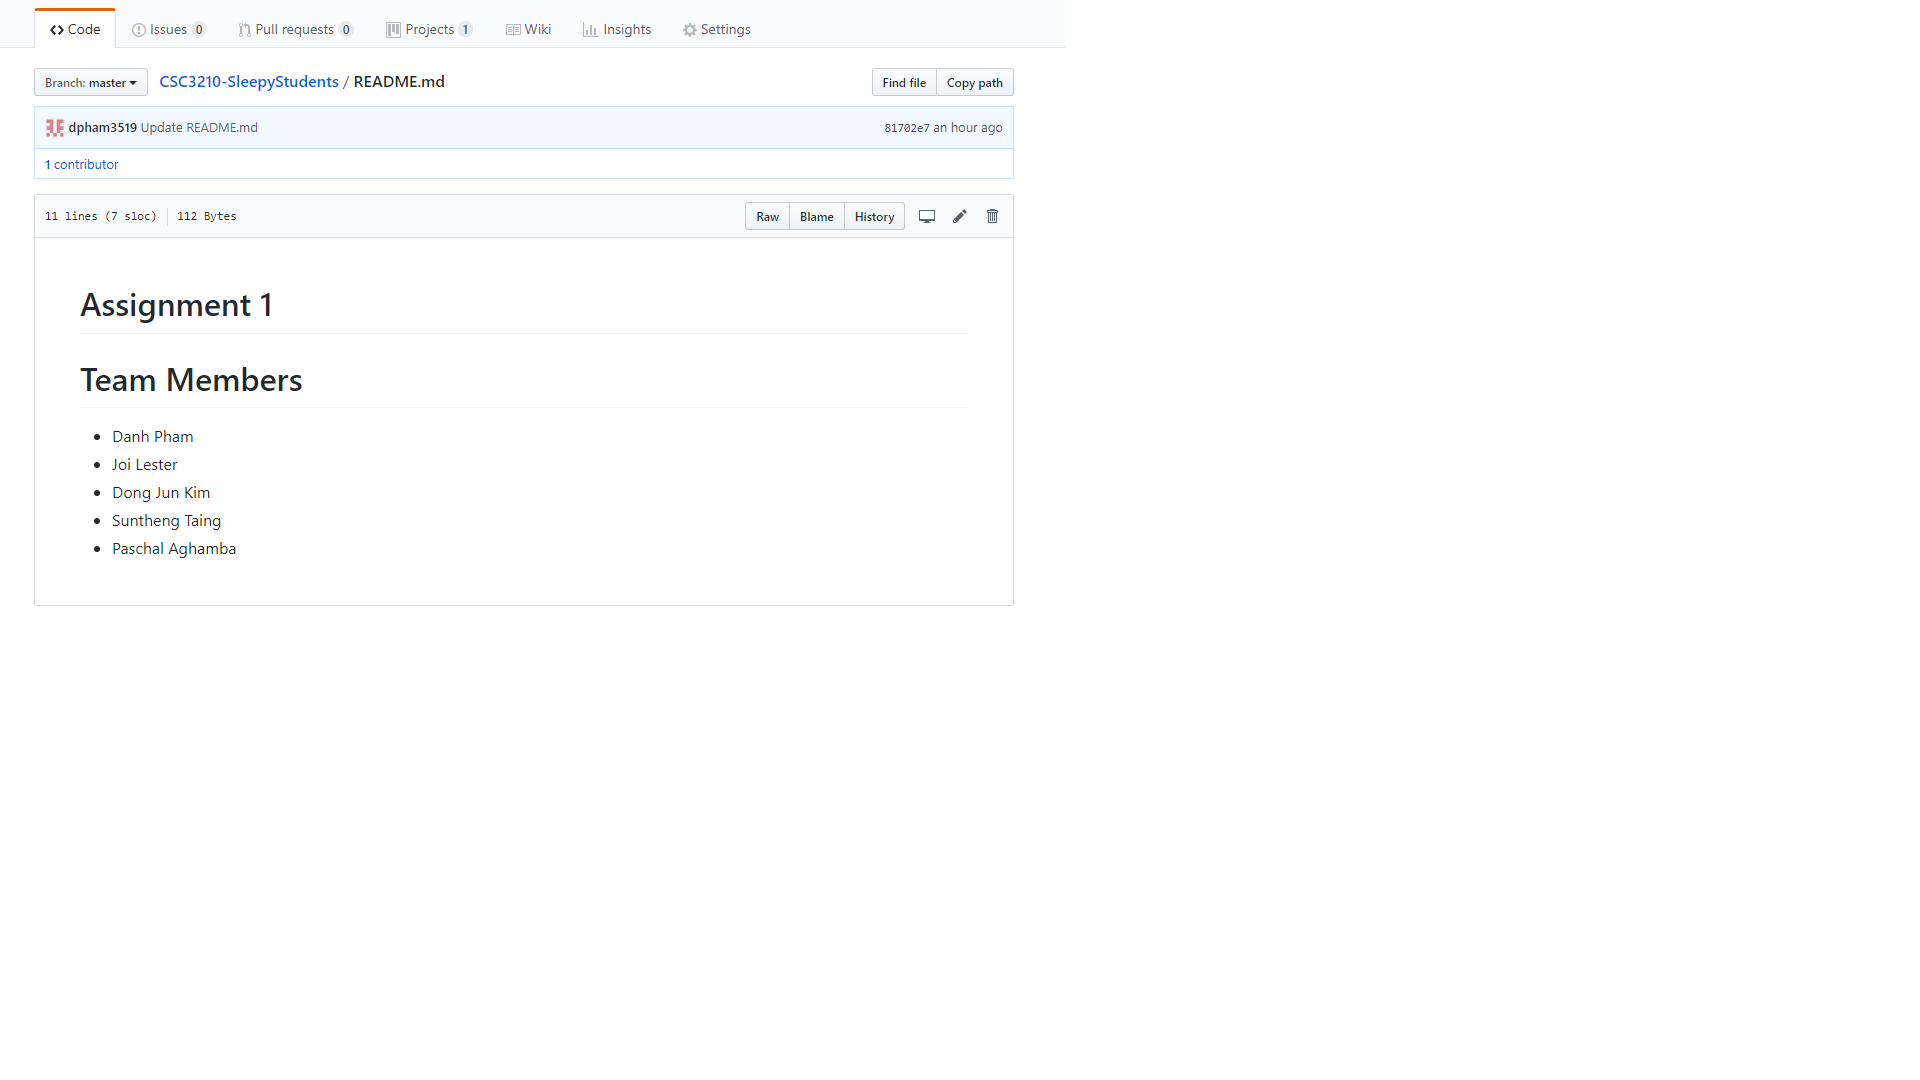 Code Issues 0 Pull requests 0 Projects 1 Wiki Insights Settings
Branch: master CSC3210-SleepyStudents / README.md Find file Copy path
dpham3519 Update README.md 81702e7 an hour ago
1 contributor
11 lines (7 sloc) 112 Bytes Raw Blame History
Assignment 1
Team Members
Danh Pham
Joi Lester
Dong Jun Kim
Suntheng Taing
Paschal Aghamba